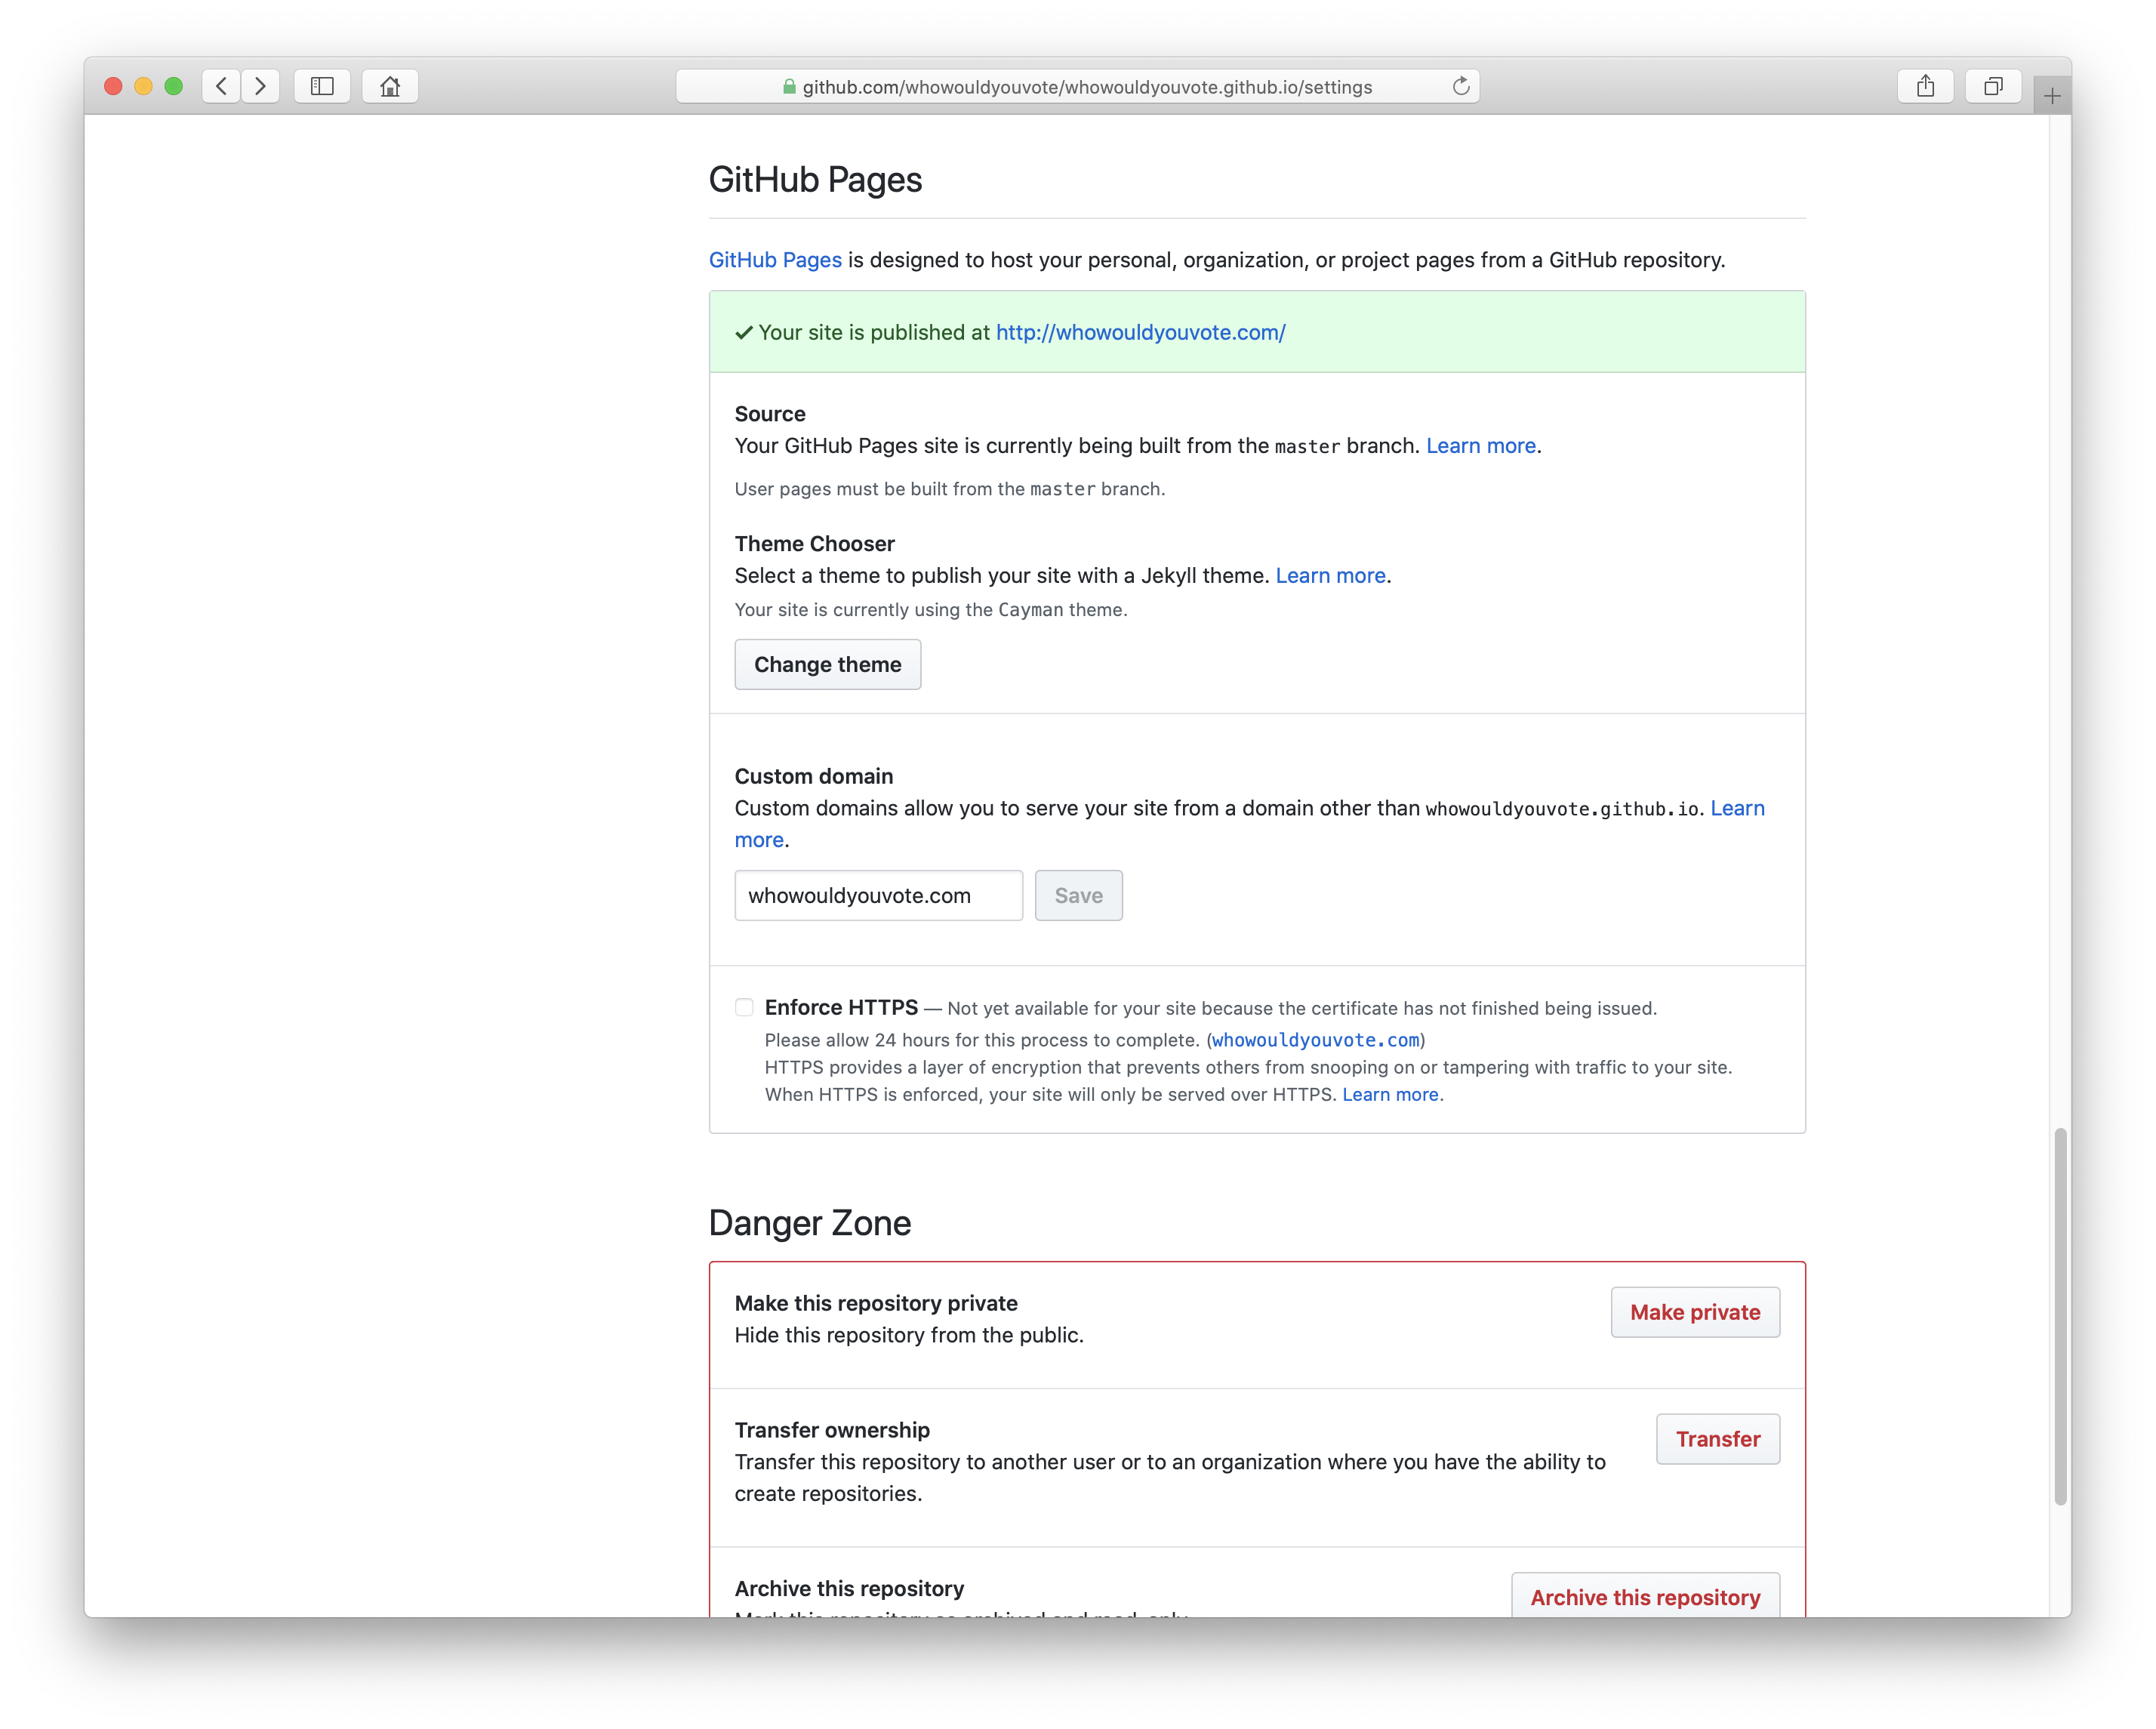 github.com/whowouldyouvote/whowouldyouvote.github.io/settings
GitHub Pages
GitHub Pages is designed to host your personal, organization, or project pages from a GitHub repository.
✓ Your site is published at http://whowouldyouvote.com/
Source
Your GitHub Pages site is currently being built from the master branch. Learn more.
User pages must be built from the master branch.
Theme Chooser
Select a theme to publish your site with a Jekyll theme. Learn more.
Your site is currently using the Cayman theme.
Change theme
Custom domain
Custom domains allow you to serve your site from a domain other than whowouldyouvote.github.io. Learn
more.
whowouldyouvote.com Save
Enforce HTTPS — Not yet available for your site because the certificate has not finished being issued.
Please allow 24 hours for this process to complete. (whowouldyouvote.com)
HTTPS provides a layer of encryption that prevents others from snooping on or tampering with traffic to your site.
When HTTPS is enforced, your site will only be served over HTTPS. Learn more.
Danger Zone
Make this repository private
Hide this repository from the public.
Make private
Transfer ownership
Transfer this repository to another user or to an organization where you have the ability to
create repositories.
Transfer
Archive this repository
Mark this repository as archived and read-only
Archive this repository